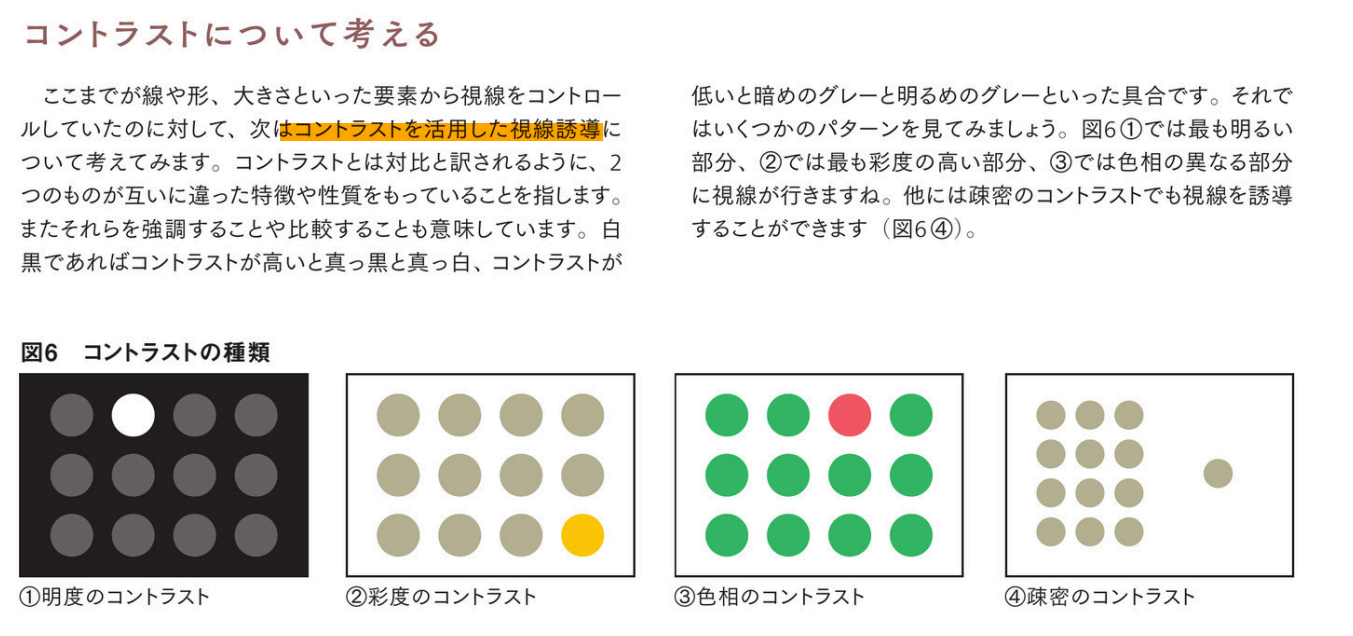 コントラストについて考える
　ここまでが線や形、大きさといった要素から視線をコントロー
ルしていたのに対して、次はコントラストを活用した視線誘導に
ついて考えてみます。コントラストとは対比と訳されるように、2
つのものが互いに違った特徴や性質をもっていることを指します。
またそれらを強調することや比較することも意味しています。白
黒であればコントラストが高いと真っ黒と真っ白、コントラストが
低いと暗めのグレーと明るめのグレーといった具合です。それで
はいくつかのパターンを見てみましょう。図6①では最も明るい
部分、②では最も彩度の高い部分、③では色相の異なる部分
に視線が行きますね。他には疎密のコントラストでも視線を誘導
することができます（図6④）。
図6　コントラストの種類
①明度のコントラスト
②彩度のコントラスト
③色相のコントラスト
④疎密のコントラスト